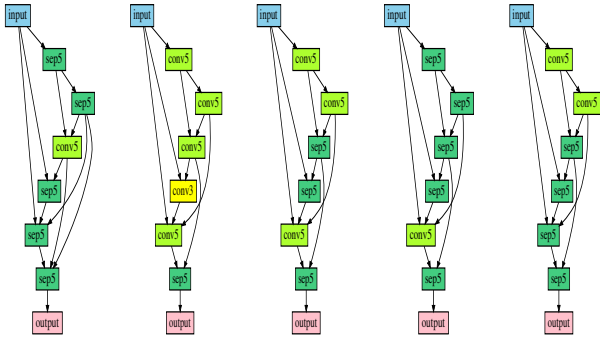 input input input input input
sep5 conv5 conv5 sep5 conv5
sep5 conv5 conv5 sep5 conv5
conv5 conv5 sep5 sep5 sep5
sep5 conv3 sep5 sep5 sep5
sep5 conv5 conv5 conv5 sep5
sep5 sep5 sep5 sep5 sep5
output output output output output